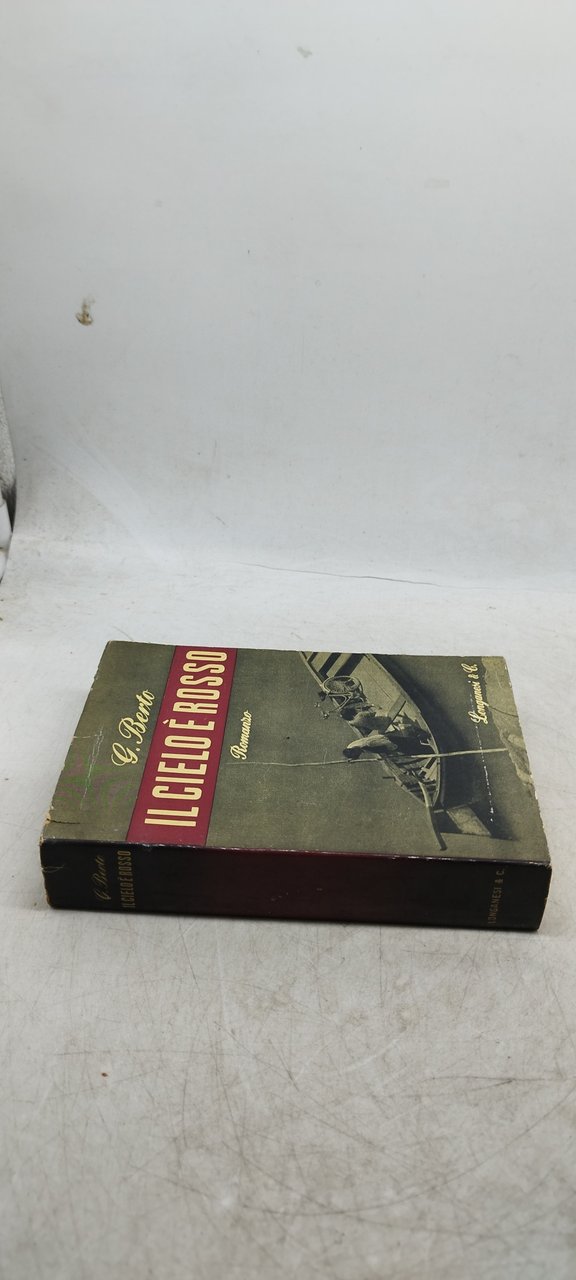 G. Berto
IL CIELO È ROSSO
Romanzo
Longanesi & C.
G. Berto
IL CIELO È ROSSO
LONGANESI & C.